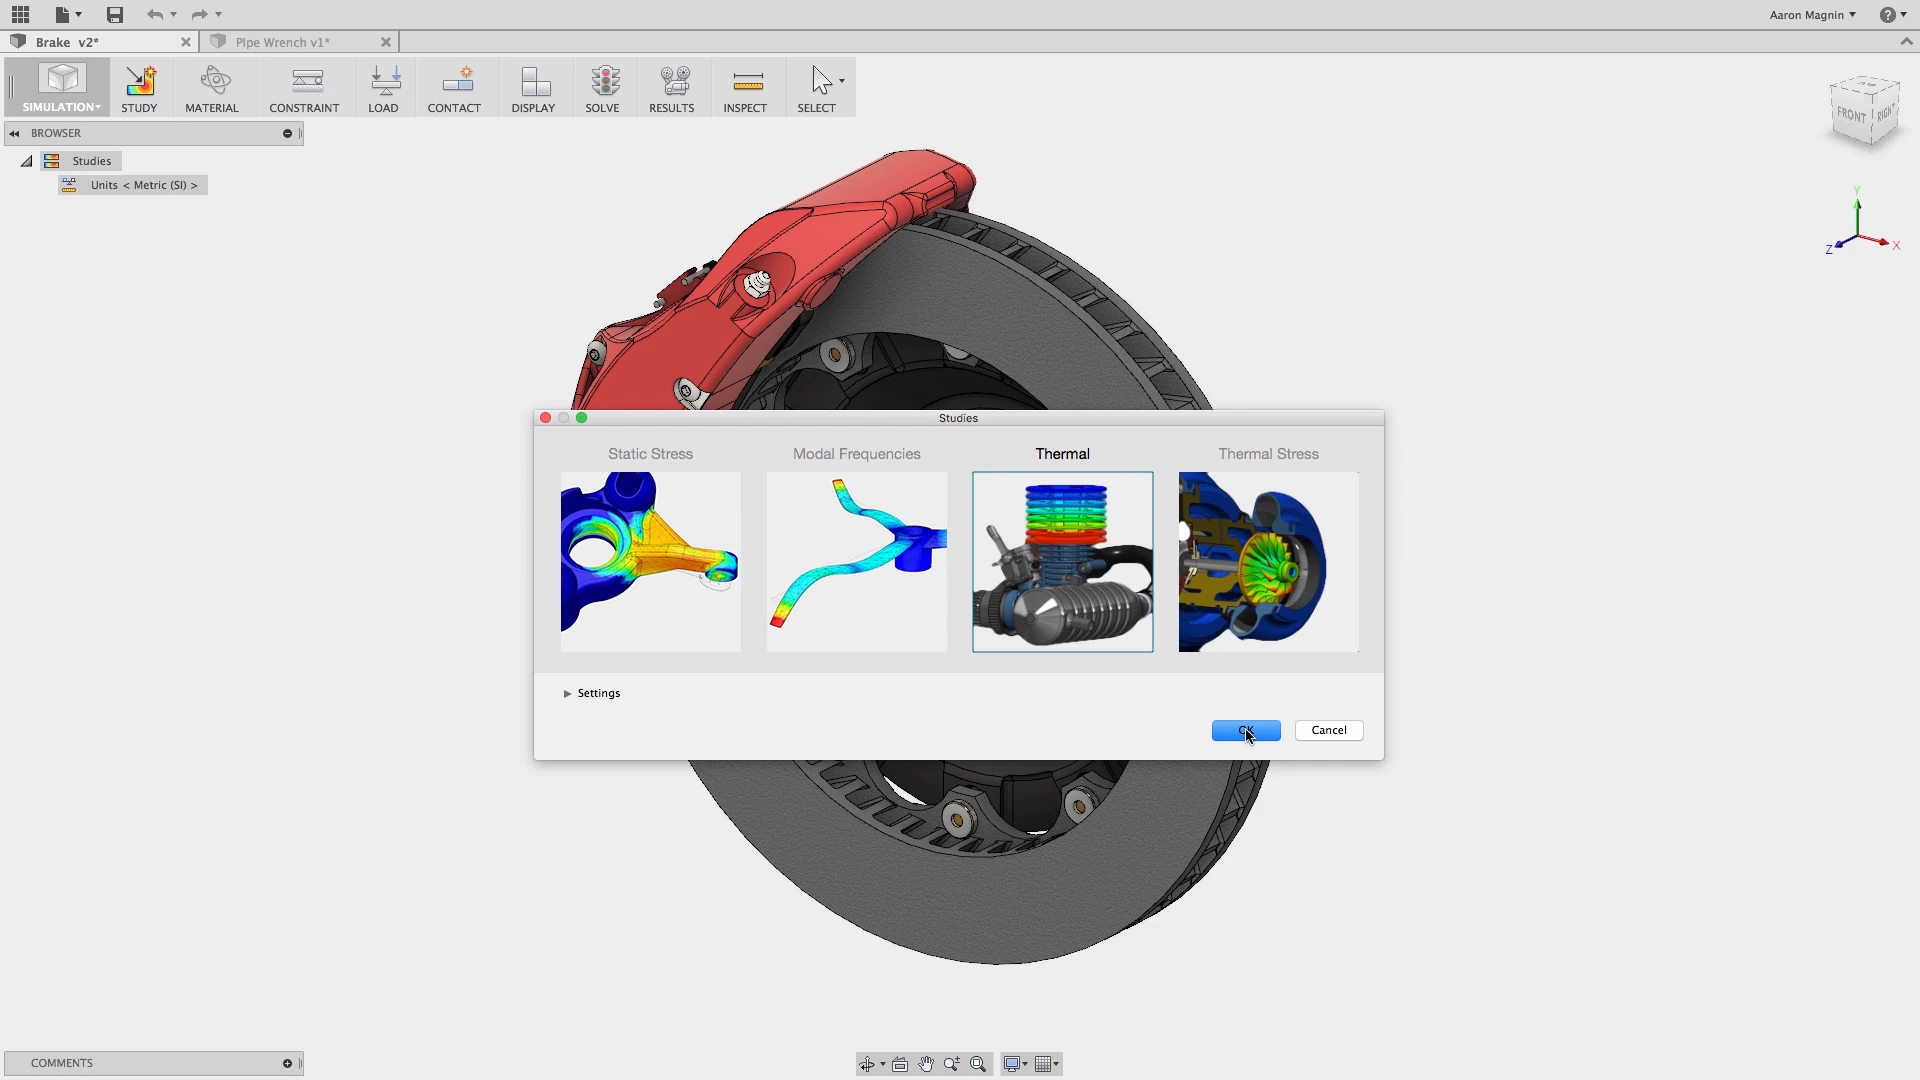 Aaron Magnin
Brake v2*
Pipe Wrench v1*
SIMULATION
STUDY
MATERIAL
CONSTRAINT
LOAD
CONTACT
DISPLAY
SOLVE
RESULTS
INSPECT
SELECT
BROWSER
Studies
Units < Metric (SI) >
FRONT
RIGHT
Y
Z
X
Studies
Static Stress
Modal Frequencies
Thermal
Thermal Stress
Settings
OK
Cancel
COMMENTS